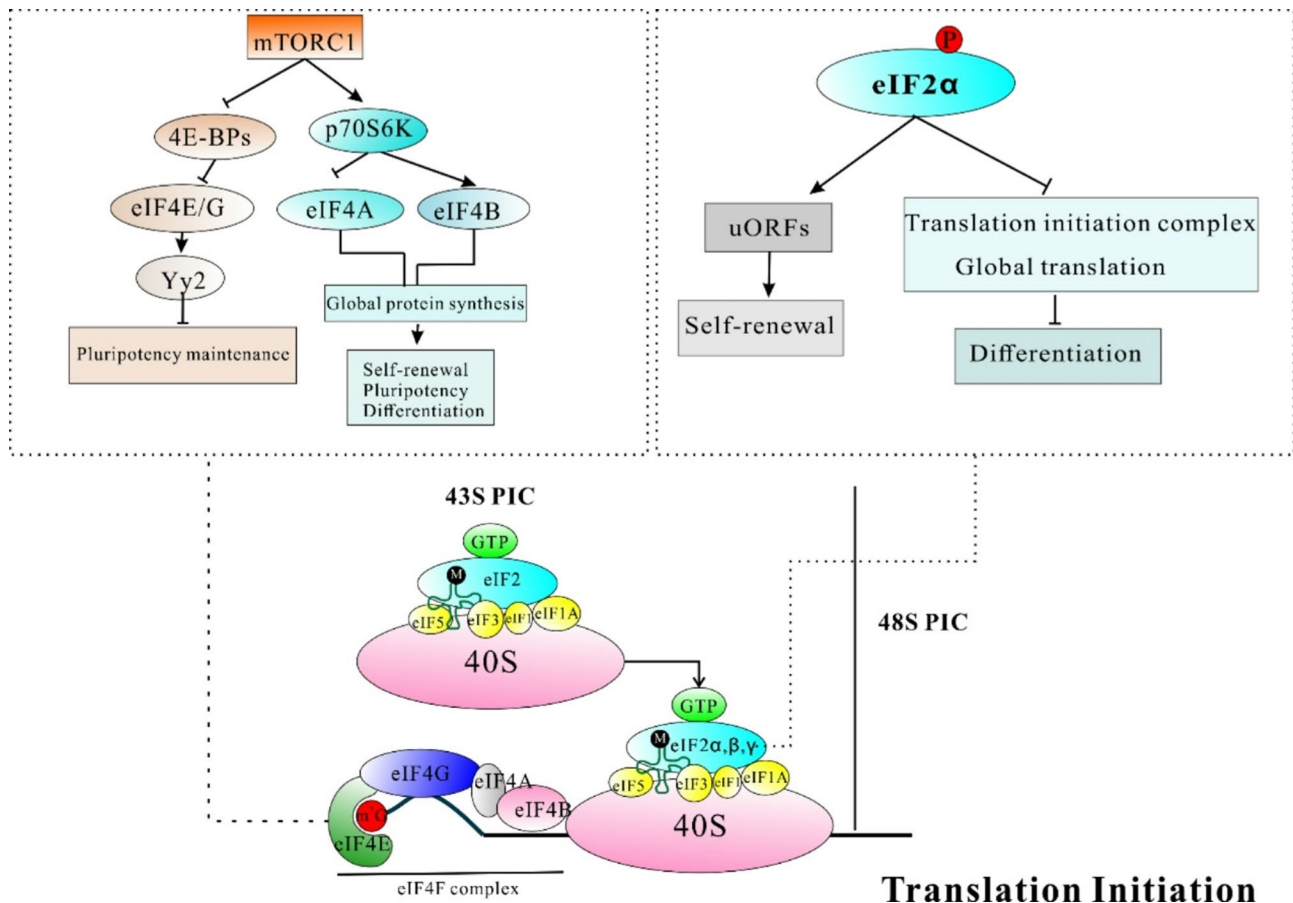 mTORC1
4E-BPs
p70S6K
eIF4E/G
eIF4A
eIF4B
Yy2
Global protein synthesis
Pluripotency maintenance
Self-renewal
Pluripotency
Differentiation
P
eIF2α
uORFs
Translation initiation complex
Global translation
Self-renewal
Differentiation
43S PIC
GTP
M
eIF2
eIF5
eIF3
eIF1
eIF1A
40S
48S PIC
GTP
M
eIF2α,β,γ
eIF5
eIF3
eIF1
eIF1A
40S
eIF4G
eIF4A
eIF4B
m⁷G
eIF4E
eIF4F complex
Translation Initiation